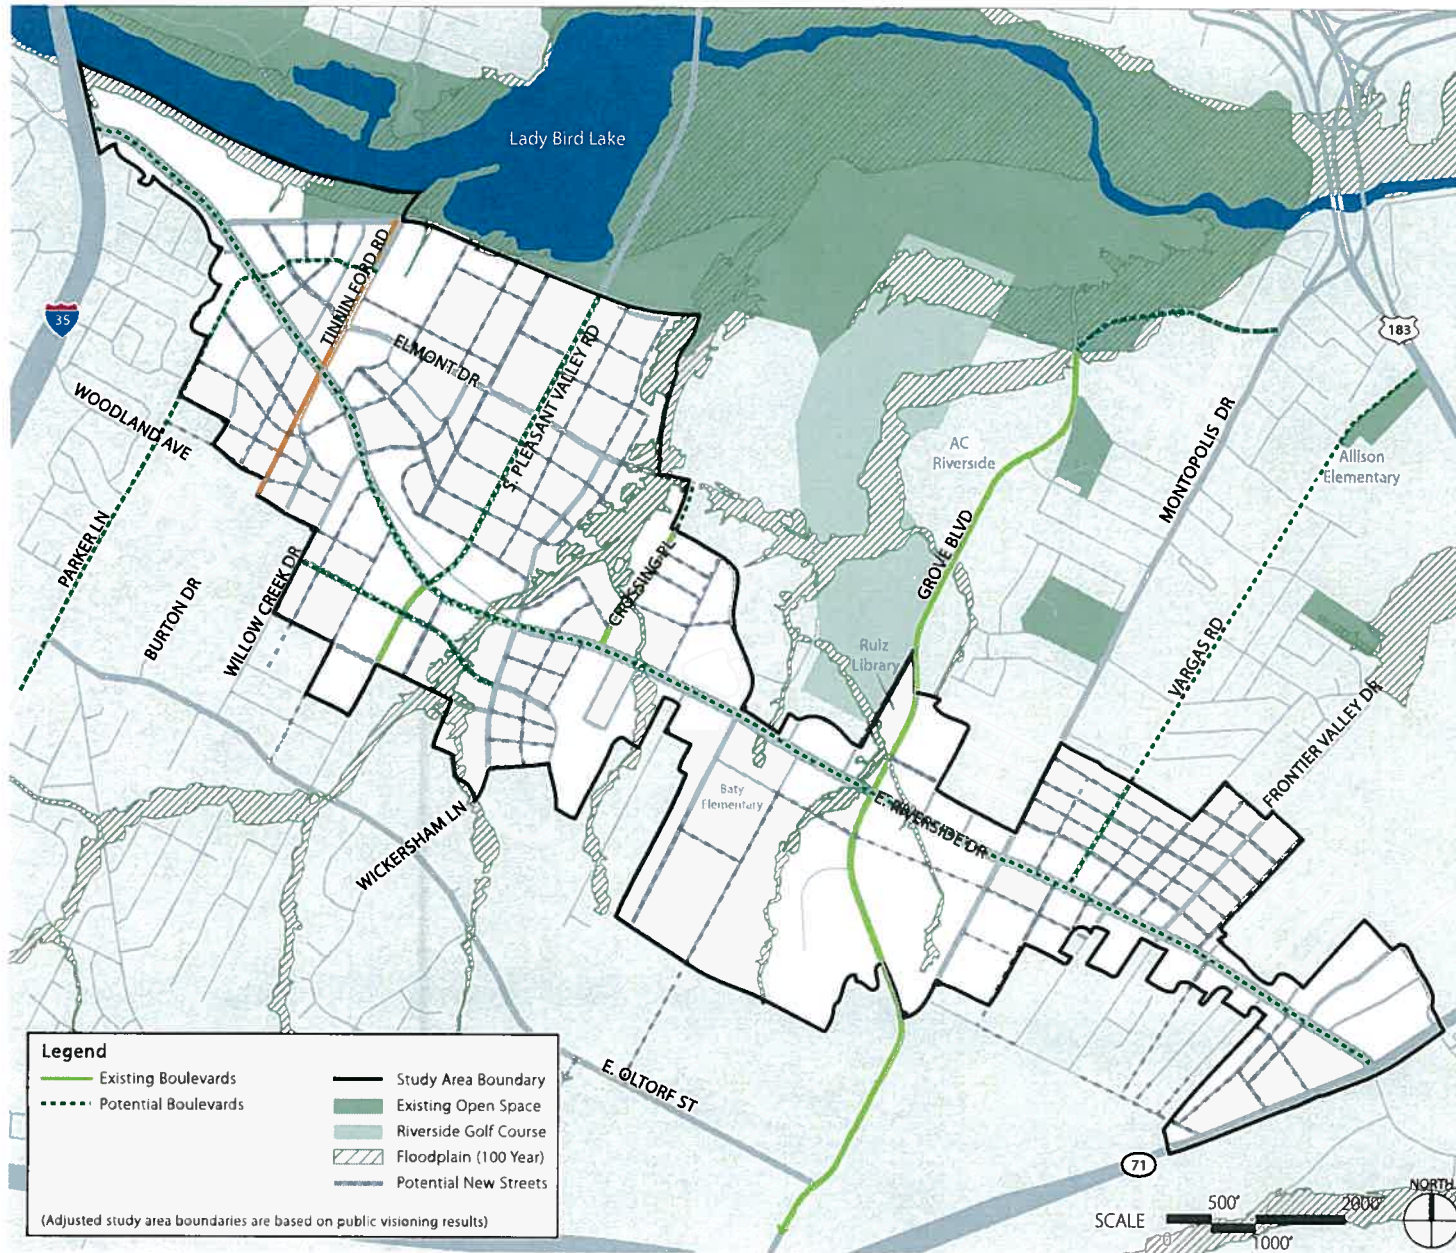 Lady Bird Lake
35
183
TINNIN FORD RD
ELMONT DR
S. PLEASANT VALLEY RD
WOODLAND AVE
PARKER LN
BURTON DR
WILLOW CREEK DR
CROSSING PL
WICKERSHAM LN
AC
Riverside
GROVE BLVD
MONTOPOLIS DR
Allison
Elementary
VARGAS RD
Ruiz
Library
FRONTIER VALLEY DR
Baty
Elementary
E. RIVERSIDE DR
E. OLTORF ST
71
Legend
Existing Boulevards
Potential Boulevards
Study Area Boundary
Existing Open Space
Riverside Golf Course
Floodplain (100 Year)
Potential New Streets
(Adjusted study area boundaries are based on public visioning results)
SCALE
0
500'
1000'
2000'
NORTH